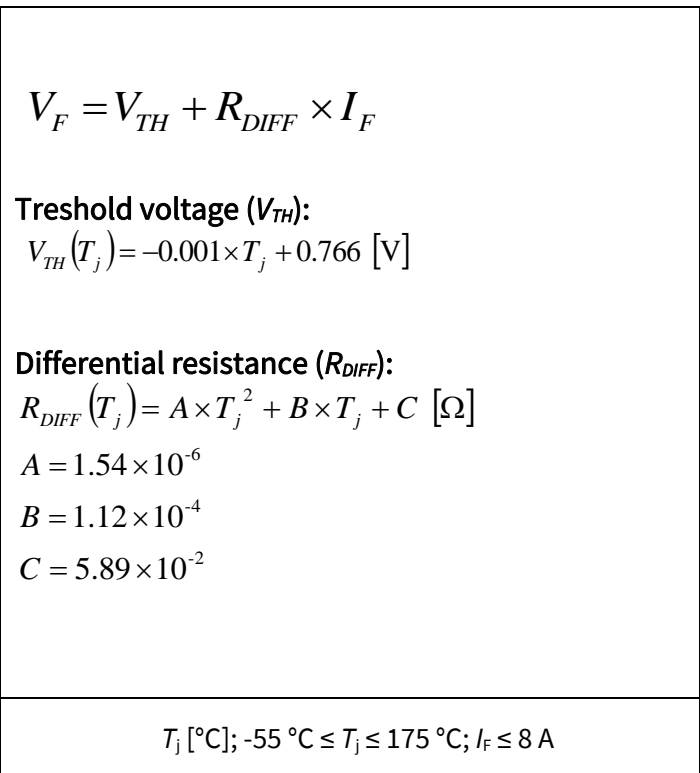 V_F = V_TH + R_DIFF × I_F
Treshold voltage (V_TH):
V_TH(T_j) = −0.001×T_j + 0.766 [V]
Differential resistance (R_DIFF):
R_DIFF(T_j) = A×T_j² + B×T_j + C [Ω]
A = 1.54×10⁻⁶
B = 1.12×10⁻⁴
C = 5.89×10⁻²
T_j [°C]; -55 °C ≤ T_j ≤ 175 °C; I_F ≤ 8 A